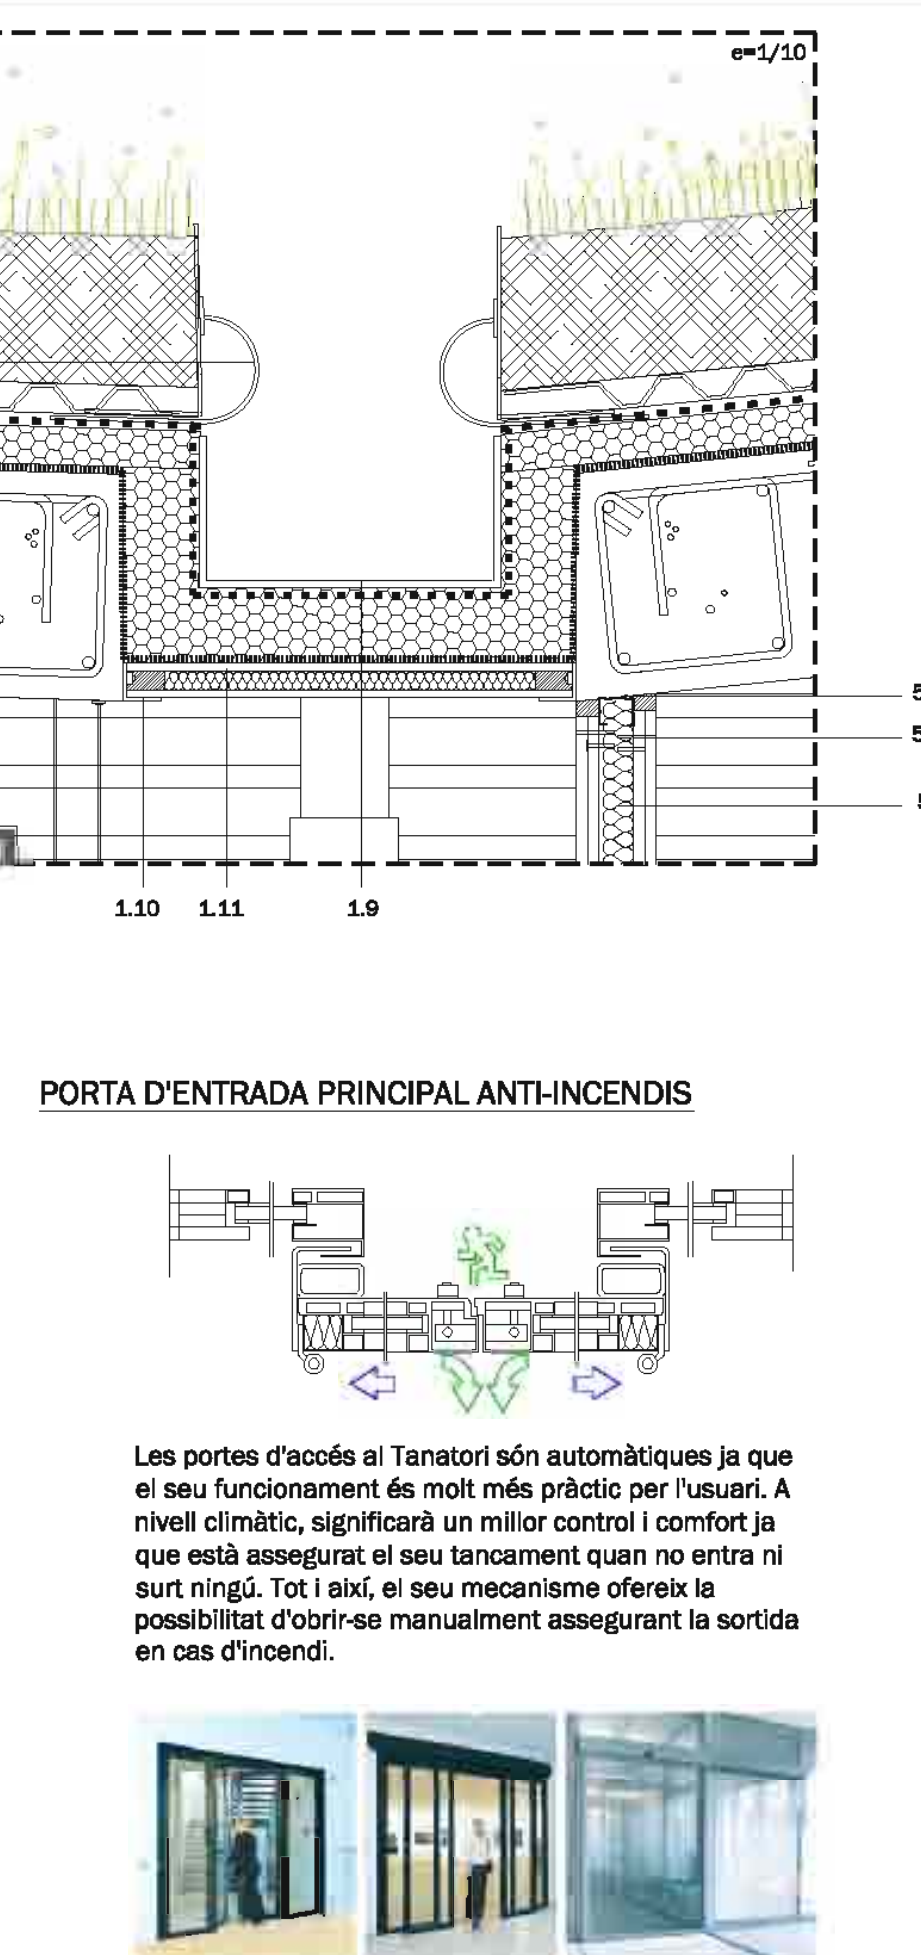 e=1/10
1.10 1.11 1.9
PORTA D'ENTRADA PRINCIPAL ANTI-INCENDIS
Les portes d'accés al Tanatori són automàtiques ja que
el seu funcionament és molt més pràctic per l'usuari. A
nivell climàtic, significarà un millor control i comfort ja
que està assegurat el seu tancament quan no entra ni
surt ningú. Tot i així, el seu mecanisme ofereix la
possibilitat d'obrir-se manualment assegurant la sortida
en cas d'incendi.